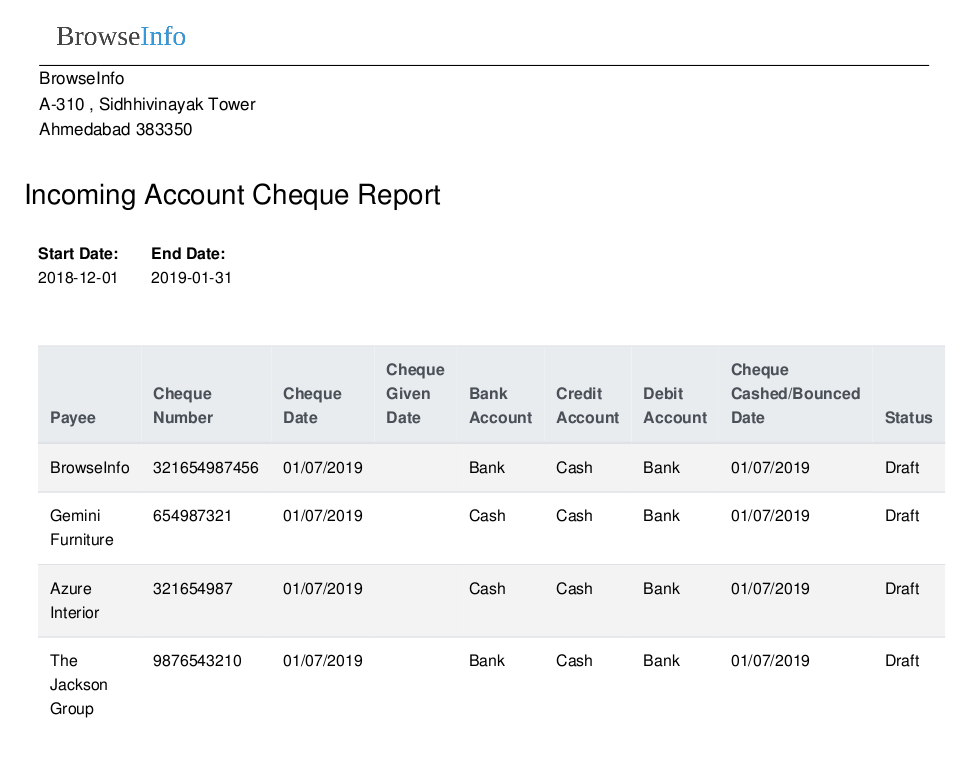 BrowseInfo
BrowseInfo
A-310 , Sidhhivinayak Tower
Ahmedabad 383350
Incoming Account Cheque Report
Start Date: End Date:
2018-12-01 2019-01-31
Cheque Cheque
Cheque Cheque Given Bank Credit Debit Cashed/Bounced
Payee Number Date Date Account Account Account Date Status
BrowseInfo 321654987456 01/07/2019 Bank Cash Bank 01/07/2019 Draft
Gemini 654987321 01/07/2019 Cash Cash Bank 01/07/2019 Draft
Furniture
Azure 321654987 01/07/2019 Cash Cash Bank 01/07/2019 Draft
Interior
The 9876543210 01/07/2019 Bank Cash Bank 01/07/2019 Draft
Jackson
Group